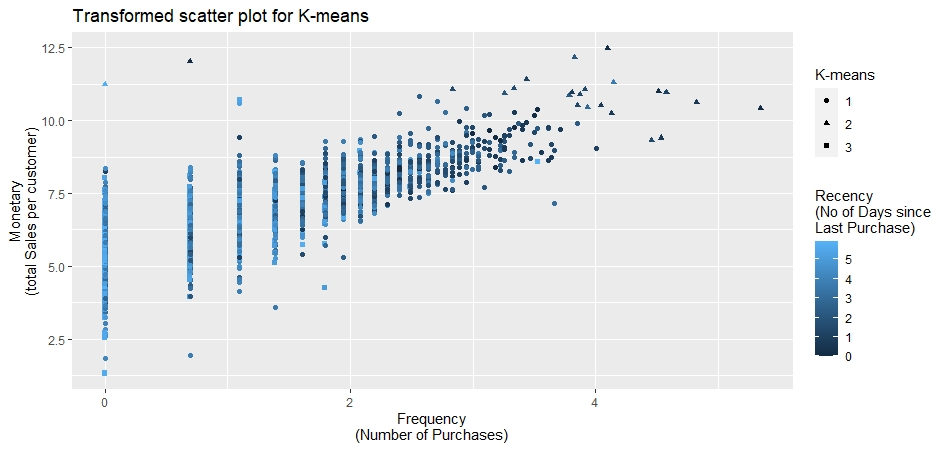 Transformed scatter plot for K-means
12.5
10.0
7.5
5.0
2.5
Monetary
(total Sales per customer)
0
2
4
Frequency
(Number of Purchases)
K-means
1
2
3
Recency
(No of Days since
Last Purchase)
5
4
3
2
1
0